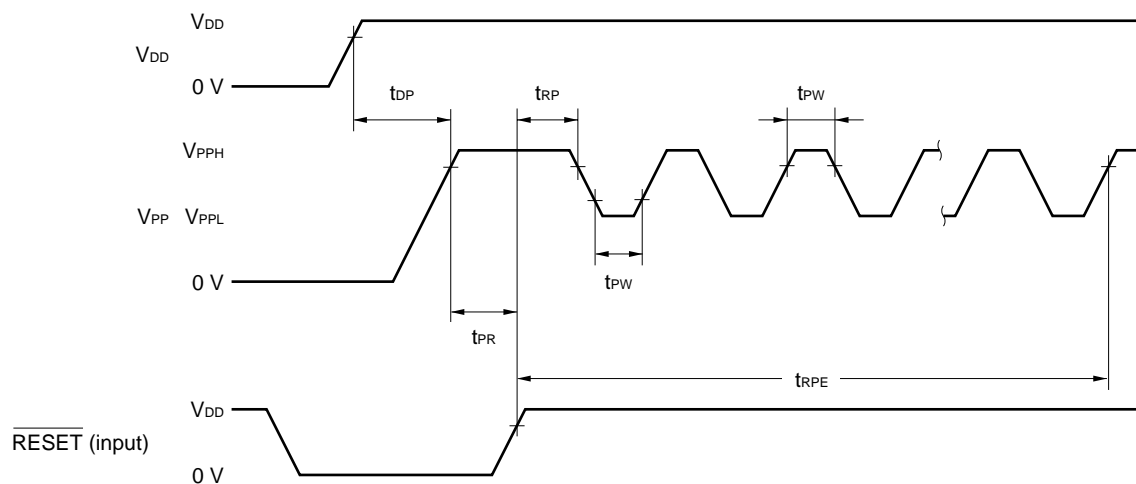 VDD
VDD
0 V
tDP
tRP
tPW
VPPH
VPP VPPL
0 V
tPW
tPR
tRPE
VDD
RESET (input)
0 V